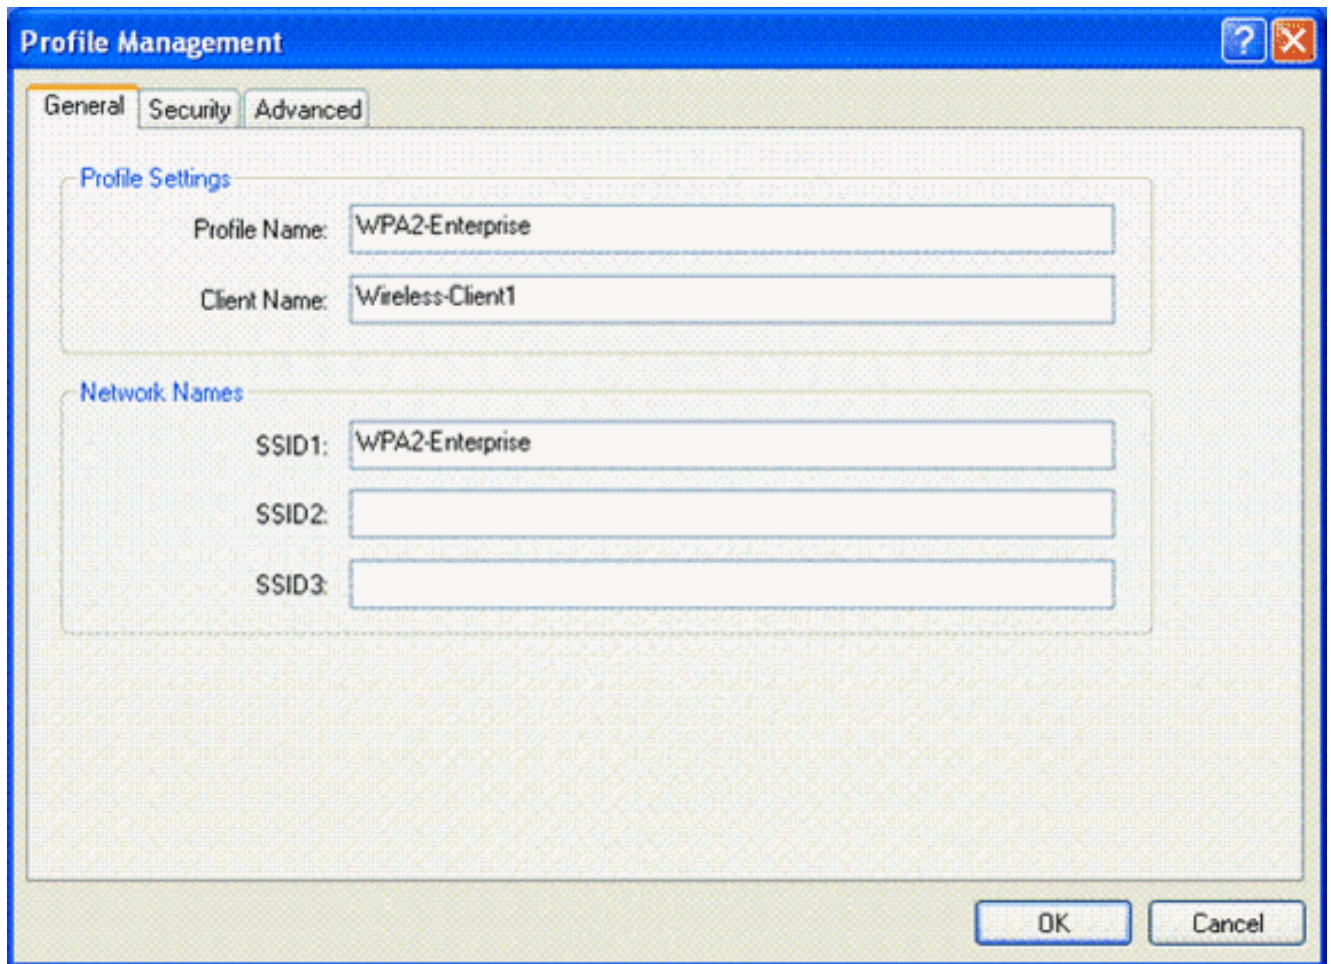 Profile Management
General Security Advanced
Profile Settings
Profile Name: WPA2-Enterprise
Client Name: Wireless-Client1
Network Names
SSID1: WPA2-Enterprise
SSID2:
SSID3:
OK Cancel